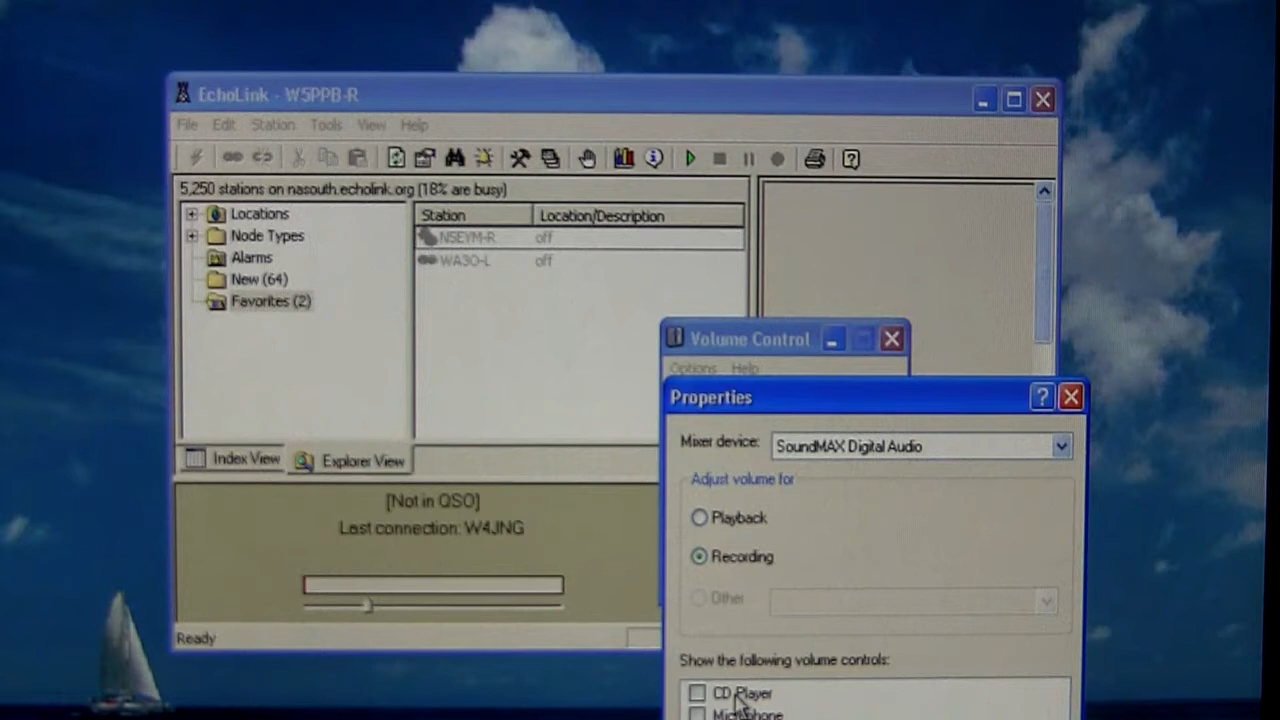 EchoLink - W5PPB-R
File Edit Station Tools View Help
5,250 stations on nasouth.echolink.org (18% are busy)
Locations
Node Types
Alarms
New (64)
Favorites (2)
Station Location/Description
N5EYM-R off
WA3O-L off
Index View Explorer View
[Not in QSO]
Last connection: W4JNG
Ready
Volume Control
Options Help
Properties
Mixer device: SoundMAX Digital Audio
Adjust volume for
Playback
Recording
Other
Show the following volume controls:
CD Player
Microphone